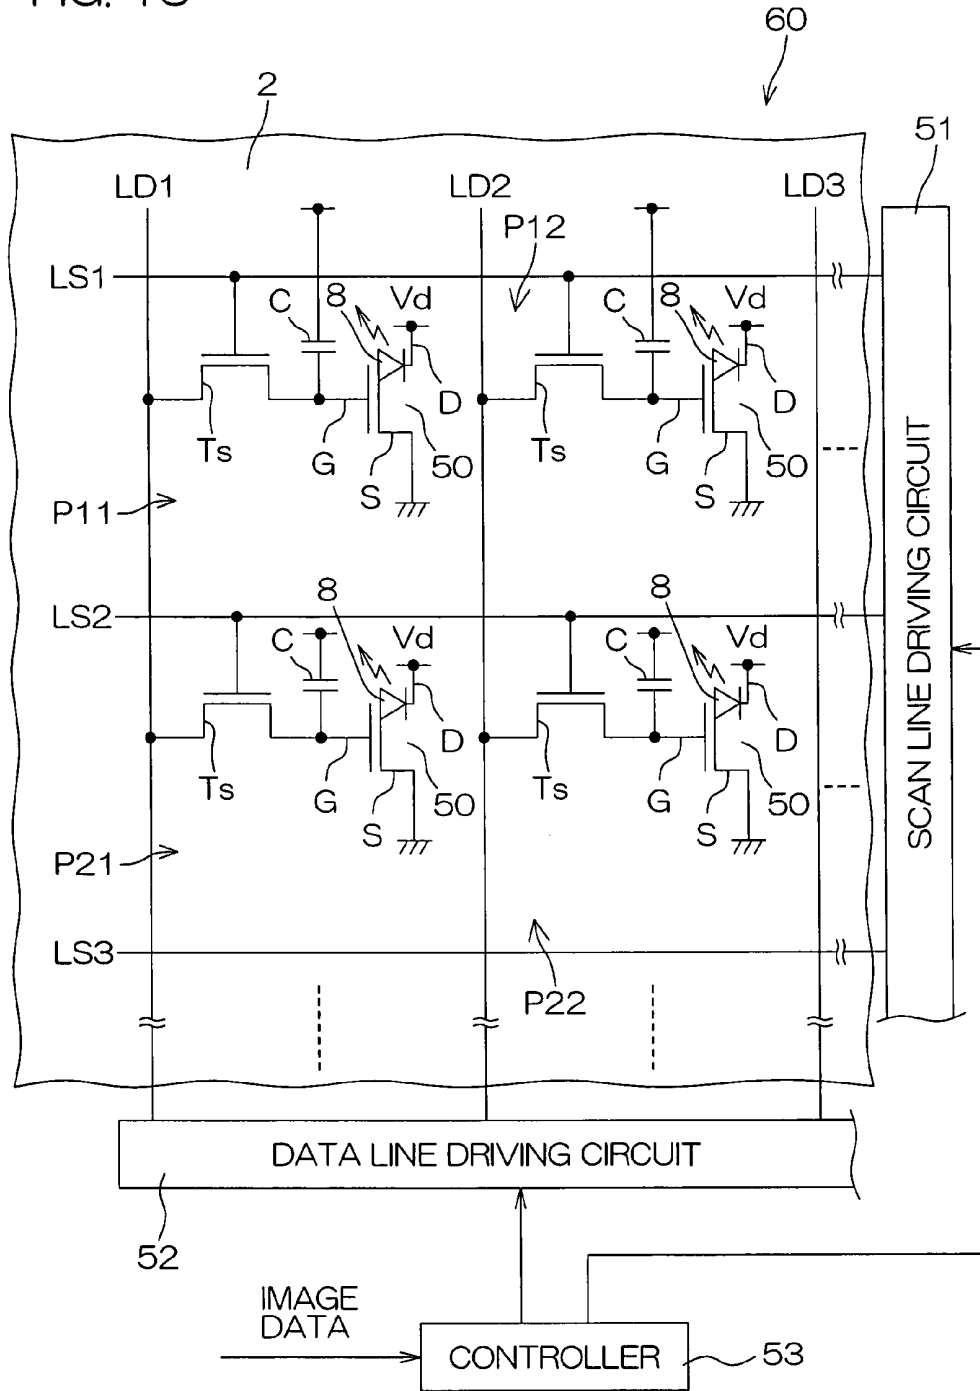 60
2
51
LD1 LD2 LD3
P12
LS1
C 8 Vd C 8 Vd
D D
Ts G S 50 Ts G S 50
P11
SCAN LINE DRIVING CIRCUIT
8 8
LS2
C Vd C Vd
D D
Ts G S 50 Ts G S 50
P21
LS3
P22
DATA LINE DRIVING CIRCUIT
52
IMAGE
DATA
CONTROLLER 53